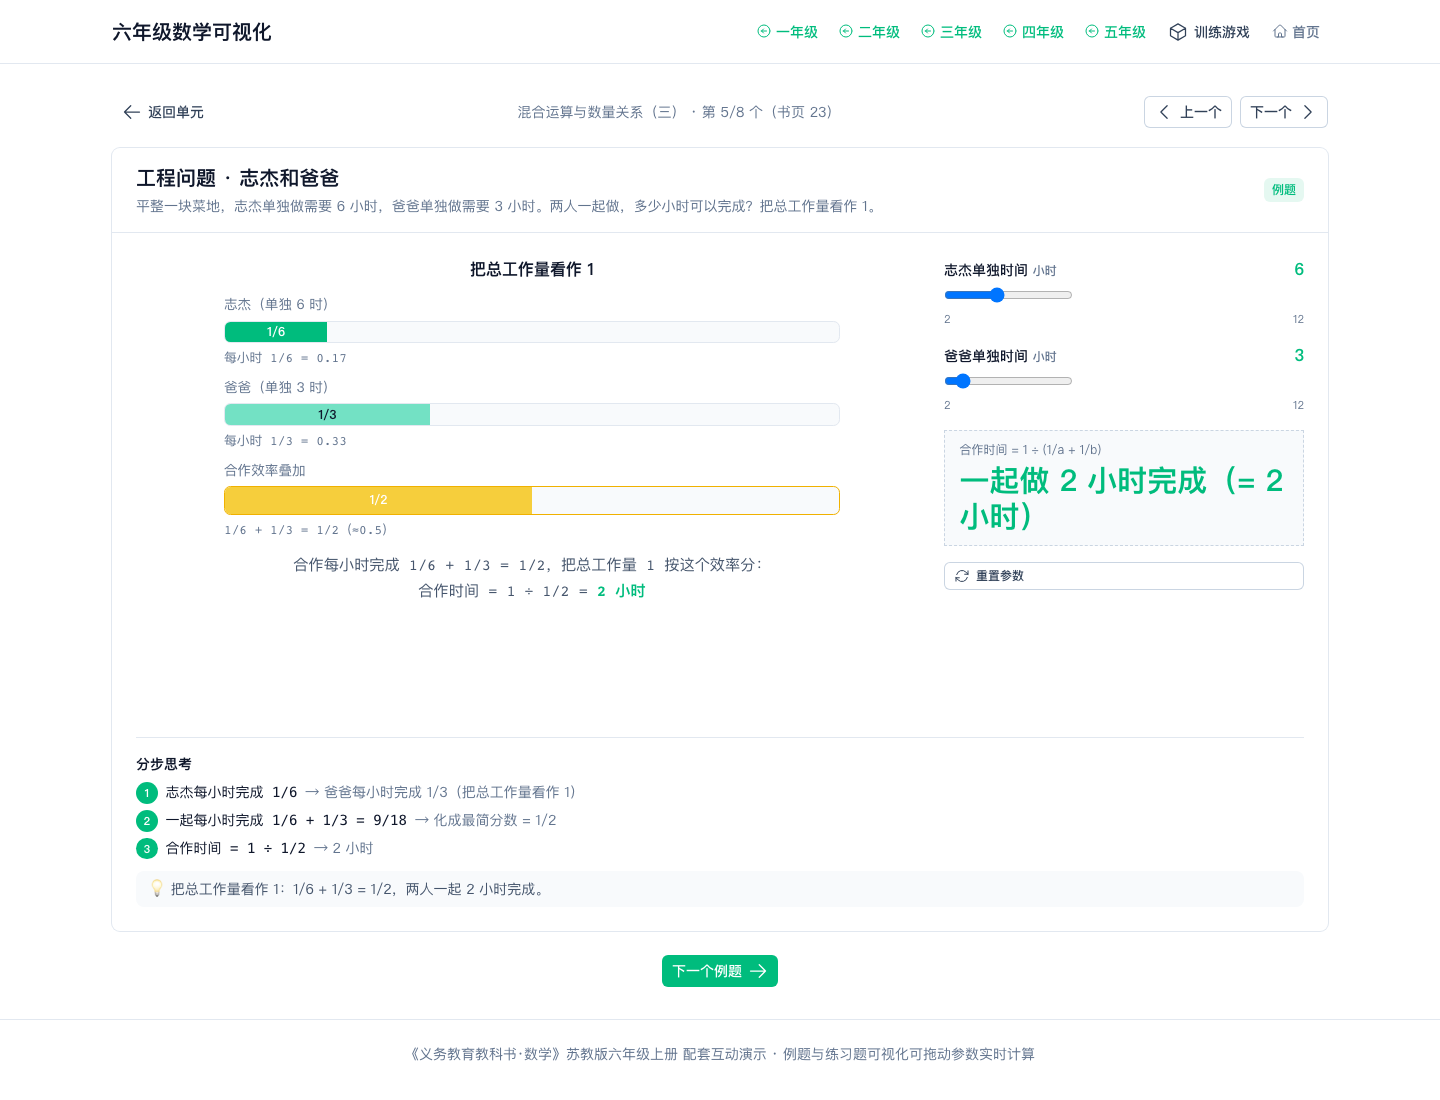 六年级数学可视化
一年级 二年级 三年级 四年级 五年级 训练游戏 首页
返回单元
混合运算与数量关系（三） · 第 5/8 个（书页 23）
上一个 下一个
工程问题 · 志杰和爸爸
例题
平整一块菜地，志杰单独做需要 6 小时，爸爸单独做需要 3 小时。两人一起做，多少小时可以完成？把总工作量看作 1。
把总工作量看作 1
志杰（单独 6 时）
1/6
每小时 1/6 = 0.17
爸爸（单独 3 时）
1/3
每小时 1/3 = 0.33
合作效率叠加
1/2
1/6 + 1/3 = 1/2（≈0.5）
合作每小时完成 1/6 + 1/3 = 1/2，把总工作量 1 按这个效率分：
合作时间 = 1 ÷ 1/2 = 2 小时
志杰单独时间 小时 6
2 12
爸爸单独时间 小时 3
2 12
合作时间 = 1 ÷ (1/a + 1/b)
一起做 2 小时完成（= 2
小时）
重置参数
分步思考
1 志杰每小时完成 1/6 → 爸爸每小时完成 1/3（把总工作量看作 1）
2 一起每小时完成 1/6 + 1/3 = 9/18 → 化成最简分数 = 1/2
3 合作时间 = 1 ÷ 1/2 → 2 小时
💡 把总工作量看作 1：1/6 + 1/3 = 1/2，两人一起 2 小时完成。
下一个例题 →
《义务教育教科书·数学》苏教版六年级上册 配套互动演示 · 例题与练习题可视化可拖动参数实时计算